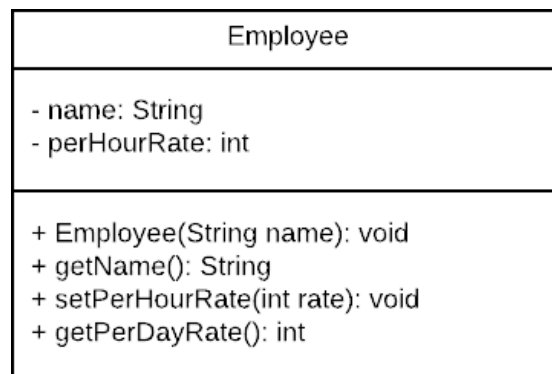 Employee
- name: String
- perHourRate: int
+ Employee(String name): void
+ getName(): String
+ setPerHourRate(int rate): void
+ getPerDayRate(): int